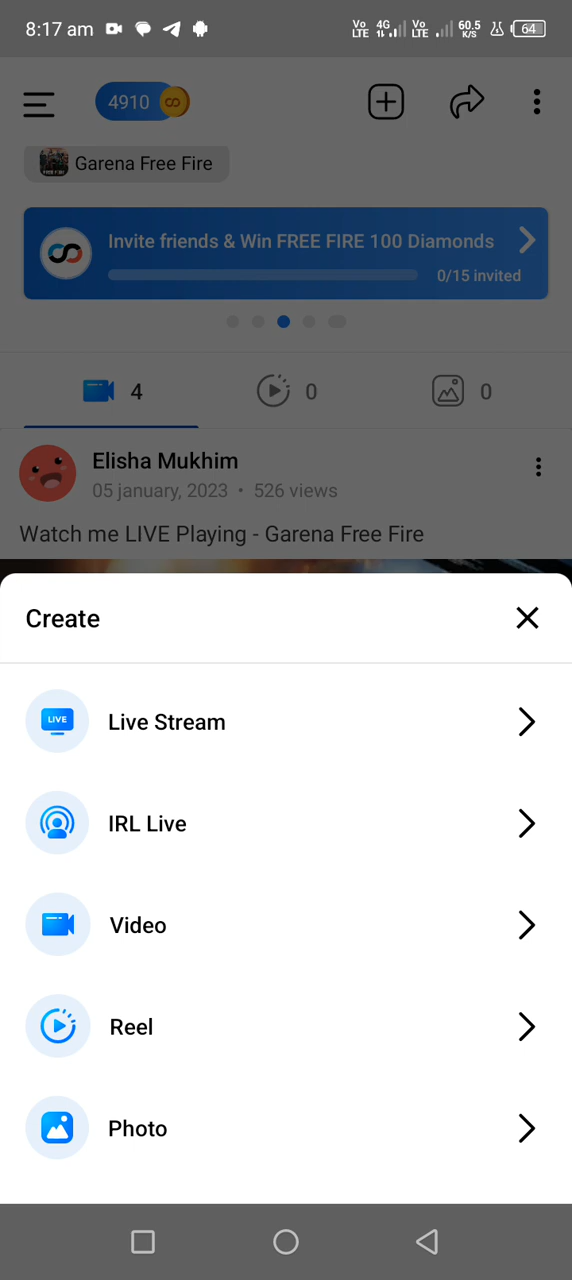 8:17 am Vo LTE 4G Vo LTE 60.5 K/S 64
4910
Garena Free Fire
Invite friends & Win FREE FIRE 100 Diamonds
0/15 invited
4 0 0
Elisha Mukhim
05 january, 2023 • 526 views
Watch me LIVE Playing - Garena Free Fire
Create
LIVE Live Stream
IRL Live
Video
Reel
Photo